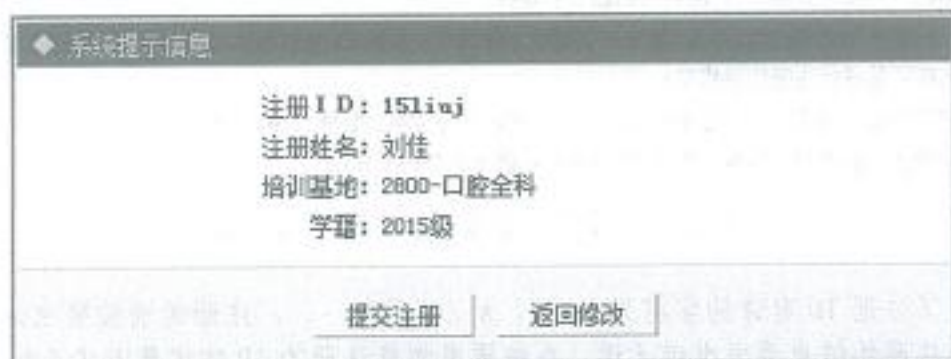 系统提示信息
注册ID：15liuj
注册姓名：刘佳
培训基地：2800-口腔全科
学籍：2015级
提交注册 返回修改